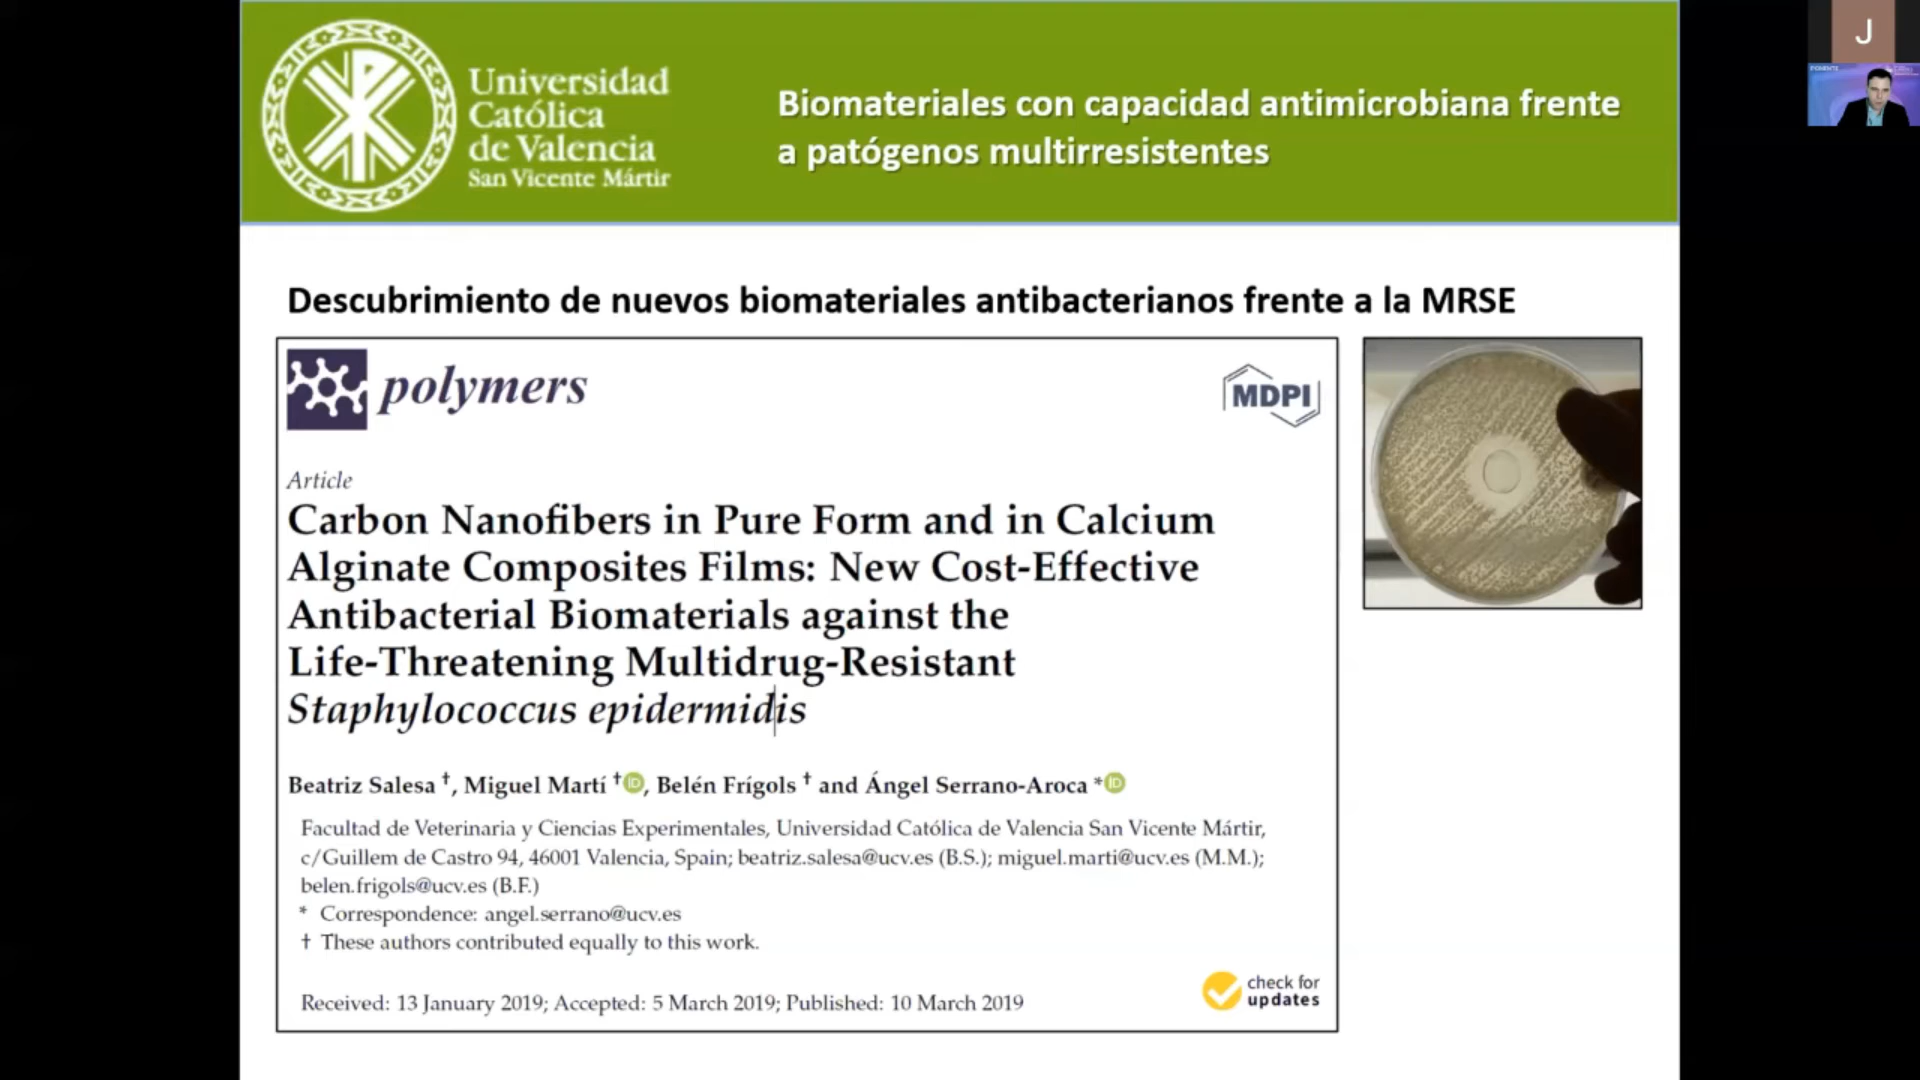 Universidad
Católica
de Valencia
San Vicente Mártir
Biomateriales con capacidad antimicrobiana frente
a patógenos multirresistentes
J
PONENTE
Descubrimiento de nuevos biomateriales antibacterianos frente a la MRSE
polymers
MDPI
Article
Carbon Nanofibers in Pure Form and in Calcium
Alginate Composites Films: New Cost-Effective
Antibacterial Biomaterials against the
Life-Threatening Multidrug-Resistant
Staphylococcus epidermidis
Beatriz Salesa †, Miguel Martí † iD, Belén Frígols † and Ángel Serrano-Aroca * iD
Facultad de Veterinaria y Ciencias Experimentales, Universidad Católica de Valencia San Vicente Mártir,
c/Guillem de Castro 94, 46001 Valencia, Spain; beatriz.salesa@ucv.es (B.S.); miguel.marti@ucv.es (M.M.);
belen.frigols@ucv.es (B.F.)
* Correspondence: angel.serrano@ucv.es
† These authors contributed equally to this work.
Received: 13 January 2019; Accepted: 5 March 2019; Published: 10 March 2019
check for
updates